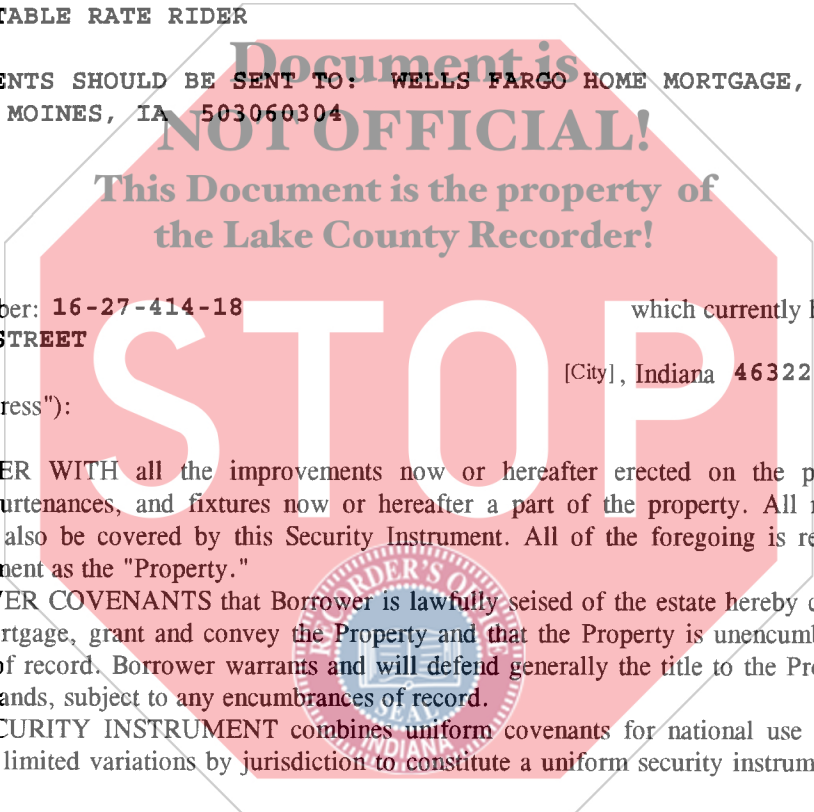 TABLE RATE RIDER
Document is
ENTS SHOULD BE SENT TO: WELLS FARGO HOME MORTGAGE,
MOINES, IA 503060304
NOT OFFICIAL!
This Document is the property of
the Lake County Recorder!
ber: 16-27-414-18 which currently h
STREET
[City], Indiana 46322
ress"):
STOP
ER WITH all the improvements now or hereafter erected on the p
urtenances, and fixtures now or hereafter a part of the property. All r
also be covered by this Security Instrument. All of the foregoing is re
nent as the "Property."
VER COVENANTS that Borrower is lawfully seised of the estate hereby c
rtgage, grant and convey the Property and that the Property is unencumb
of record. Borrower warrants and will defend generally the title to the Pro
ands, subject to any encumbrances of record.
CURITY INSTRUMENT combines uniform covenants for national use
limited variations by jurisdiction to constitute a uniform security instrum
RECORDER'S OFFICE
SEAL
INDIANA